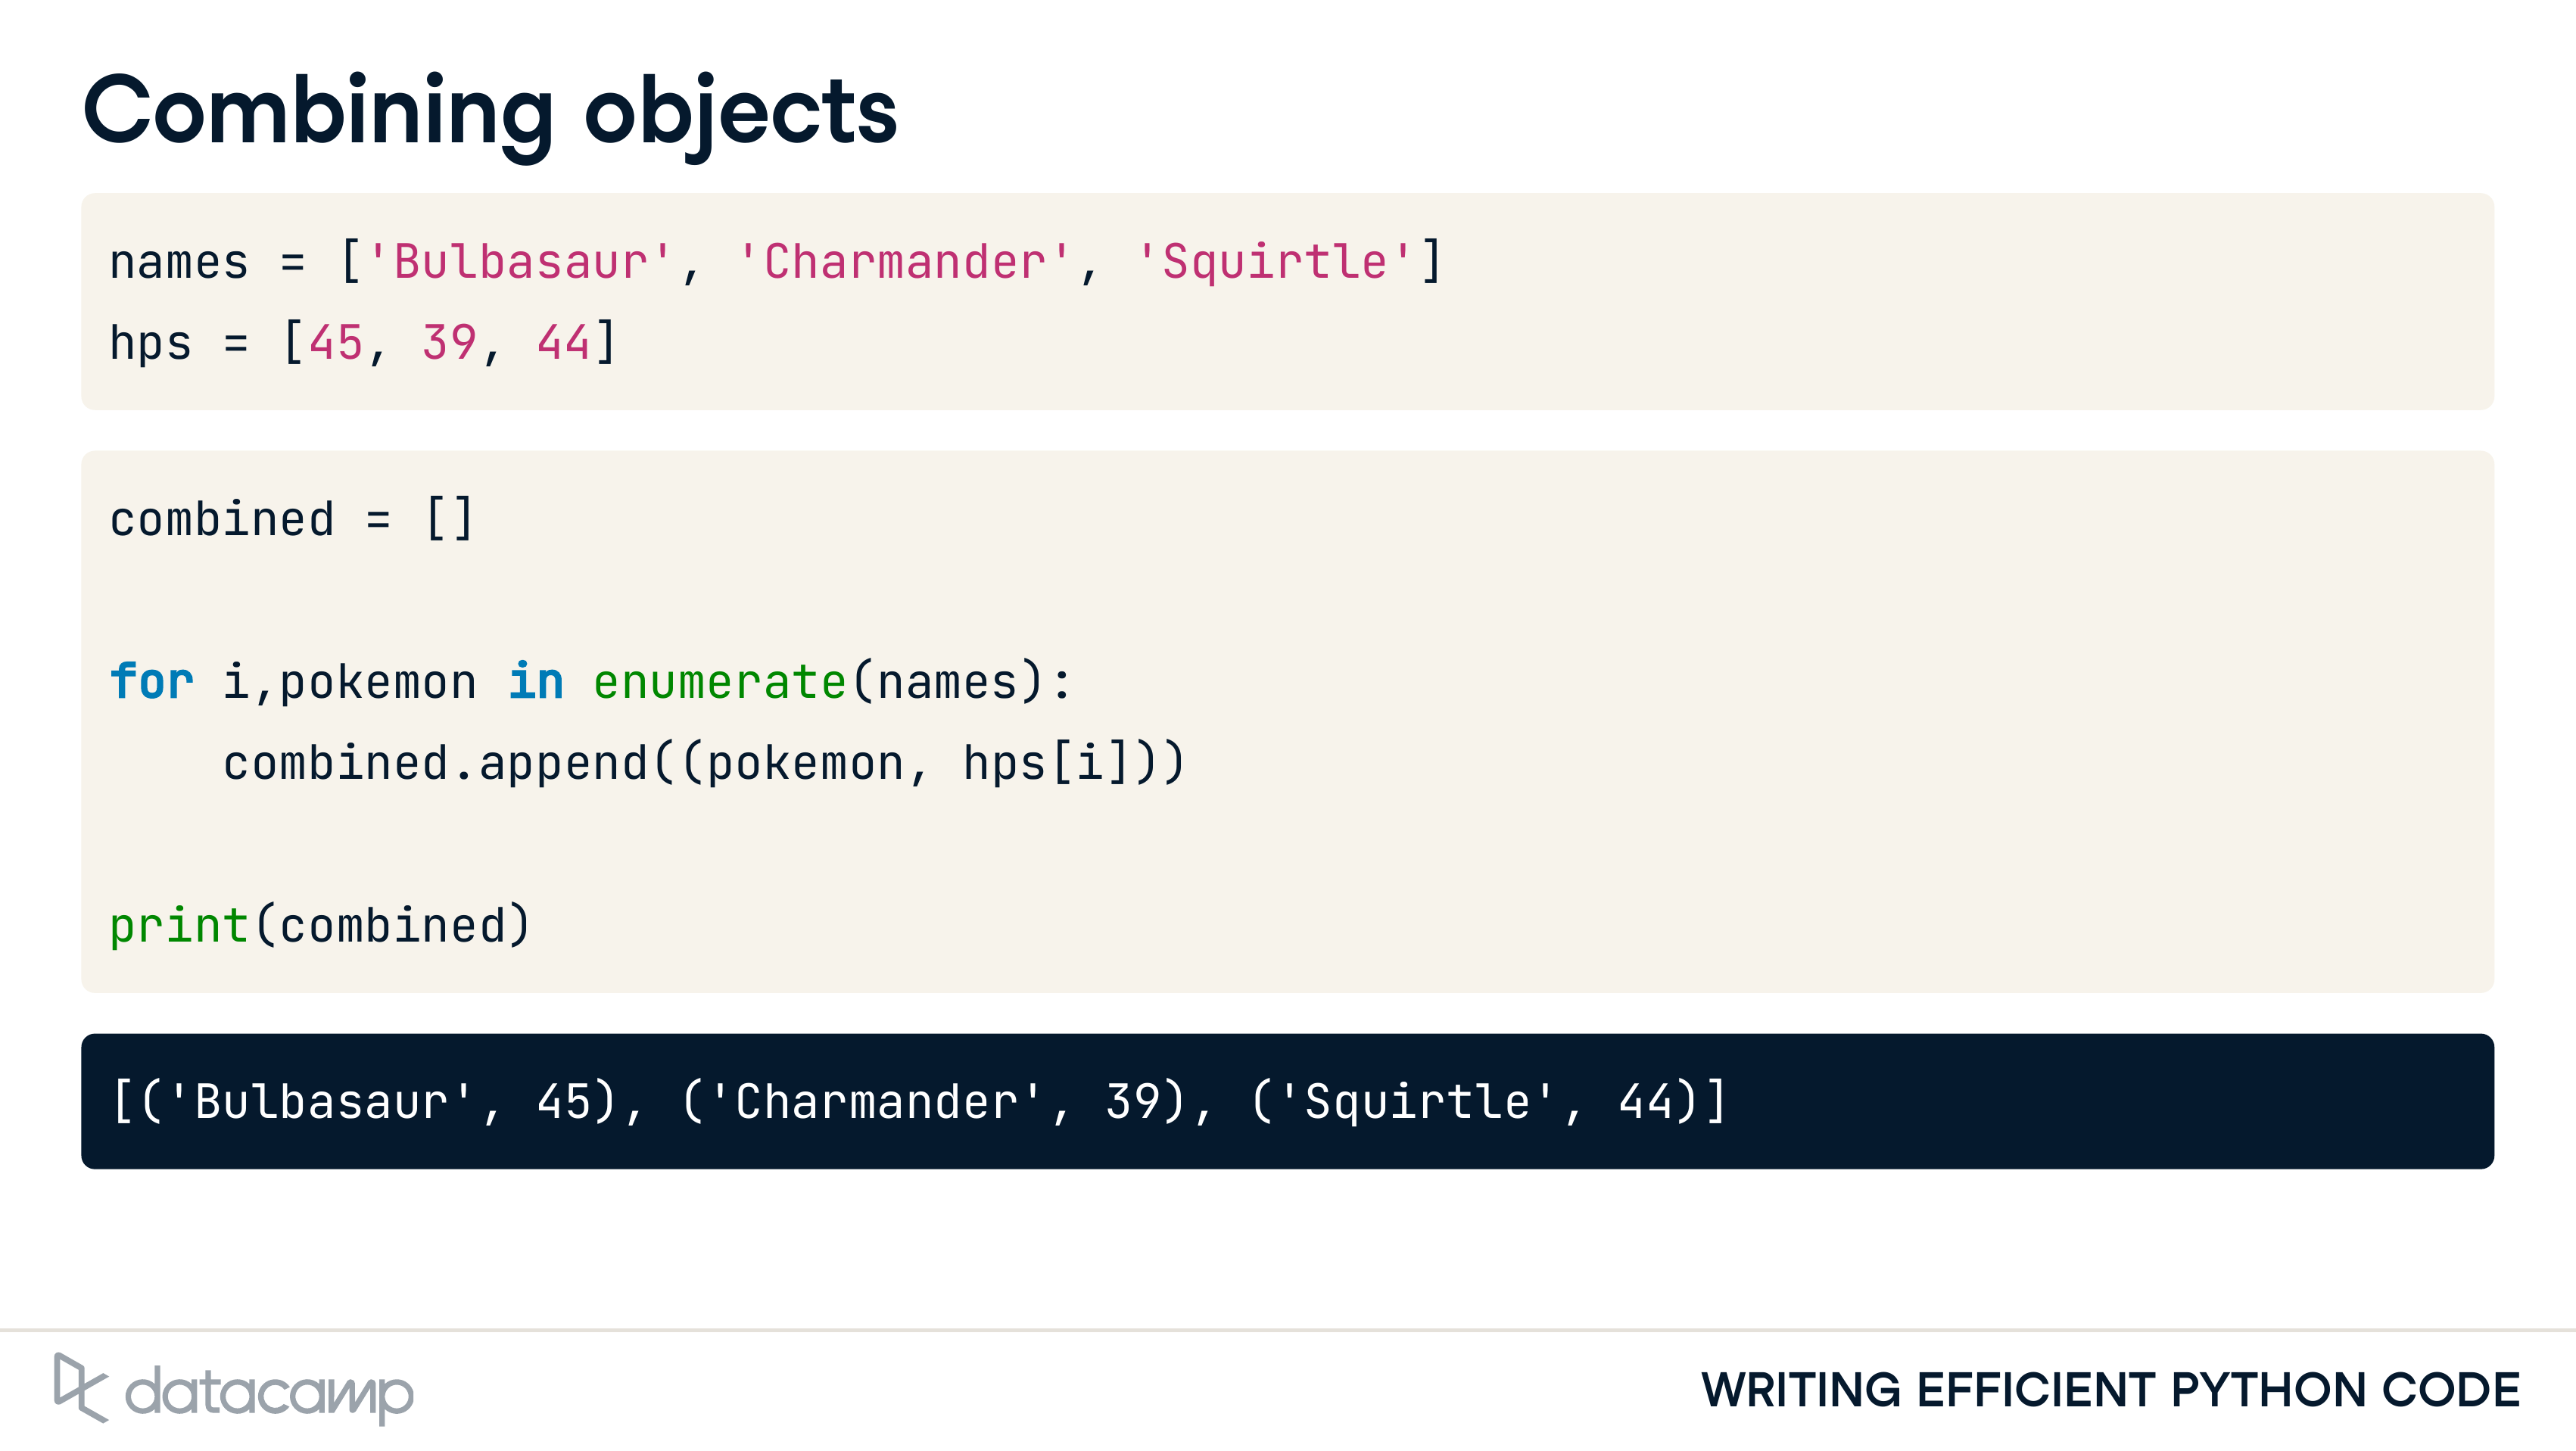 Combining objects
names = ['Bulbasaur', 'Charmander', 'Squirtle']
hps = [45, 39, 44]
combined = []
for i,pokemon in enumerate(names):
    combined.append((pokemon, hps[i]))
print(combined)
[('Bulbasaur', 45), ('Charmander', 39), ('Squirtle', 44)]
datacamp
WRITING EFFICIENT PYTHON CODE